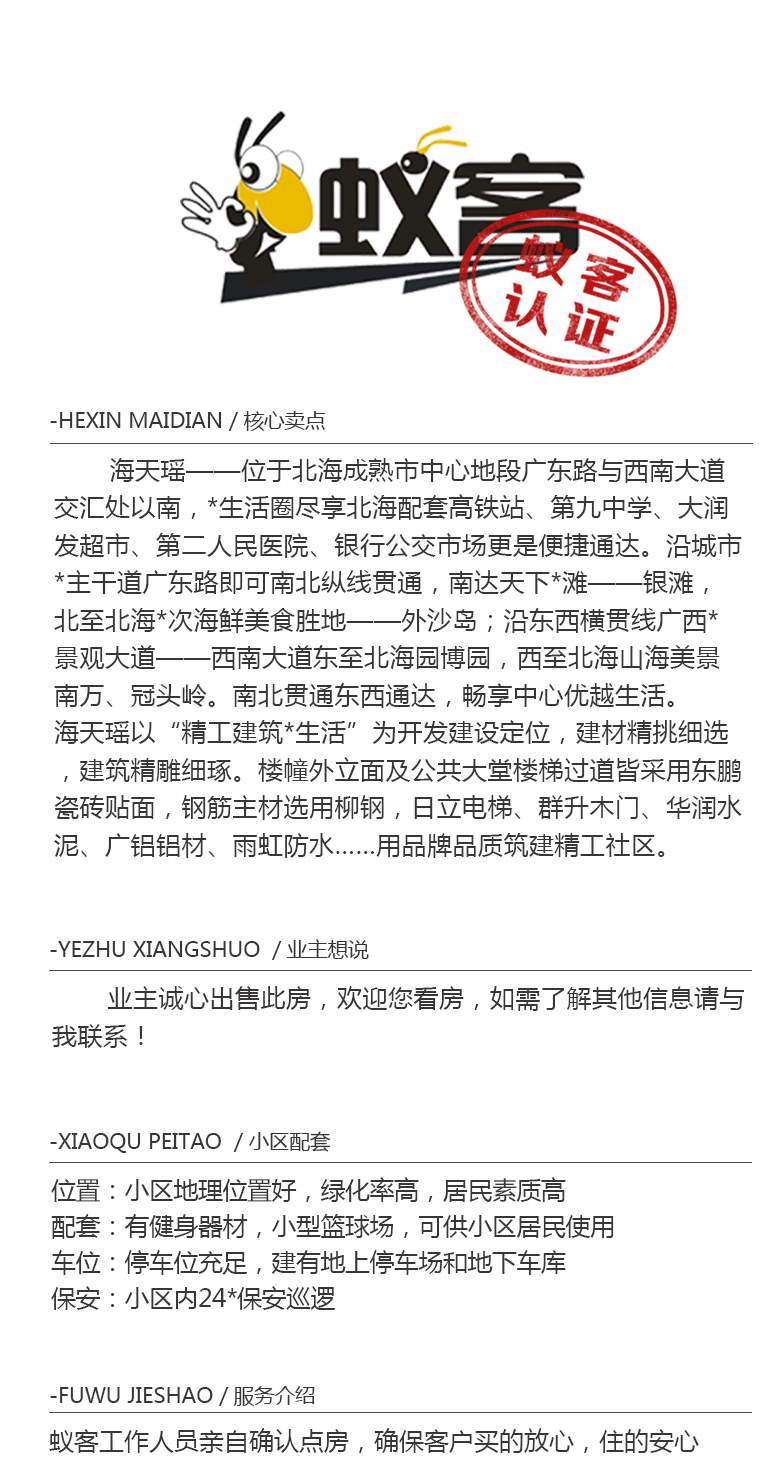 蚁客
蚁客
认证
-HEXIN MAIDIAN / 核心卖点
海天瑶——位于北海成熟市中心地段广东路与西南大道
交汇处以南，*生活圈尽享北海配套高铁站、第九中学、大润
发超市、第二人民医院、银行公交市场更是便捷通达。沿城市
*主干道广东路即可南北纵线贯通，南达天下*滩——银滩，
北至北海*次海鲜美食胜地——外沙岛；沿东西横贯线广西*
景观大道——西南大道东至北海园博园，西至北海山海美景
南万、冠头岭。南北贯通东西通达，畅享中心优越生活。
海天瑶以“精工建筑*生活”为开发建设定位，建材精挑细选
，建筑精雕细琢。楼幢外立面及公共大堂楼梯过道皆采用东鹏
瓷砖贴面，钢筋主材选用柳钢，日立电梯、群升木门、华润水
泥、广铝铝材、雨虹防水……用品牌品质筑建精工社区。
-YEZHU XIANGSHUO / 业主想说
业主诚心出售此房，欢迎您看房，如需了解其他信息请与
我联系！
-XIAOQU PEITAO / 小区配套
位置：小区地理位置好，绿化率高，居民素质高
配套：有健身器材，小型篮球场，可供小区居民使用
车位：停车位充足，建有地上停车场和地下车库
保安：小区内24*保安巡逻
-FUWU JIESHAO / 服务介绍
蚁客工作人员亲自确认点房，确保客户买的放心，住的安心